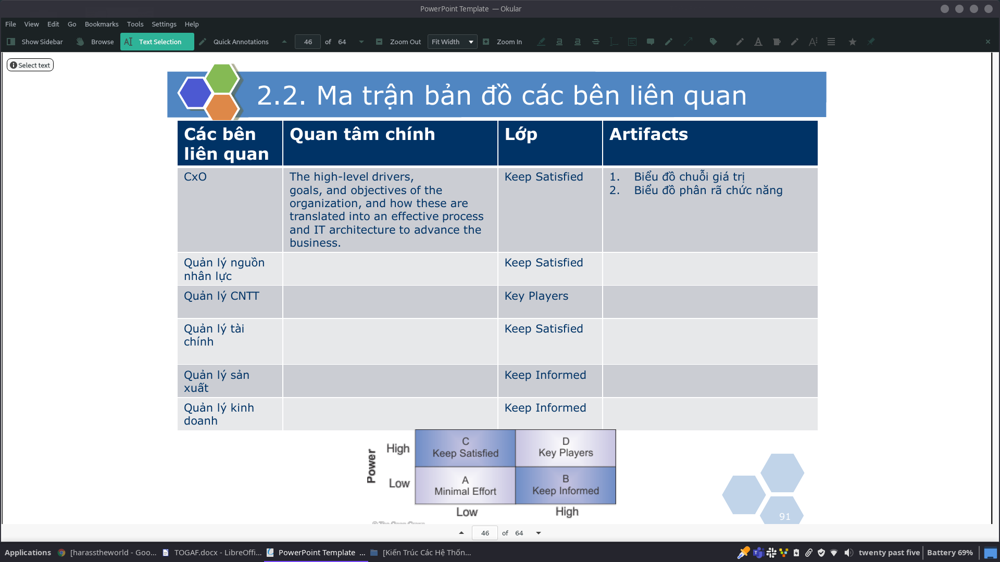 PowerPoint Template — Okular
File View Edit Go Bookmarks Tools Settings Help
Show Sidebar Browse Text Selection Quick Annotations 46 of 64 Zoom Out Fit Width Zoom In
Select text
2.2. Ma trận bản đồ các bên liên quan
Các bên
liên quan
Quan tâm chính
Lớp
Artifacts
CxO
The high-level drivers,
goals, and objectives of the
organization, and how these are
translated into an effective process
and IT architecture to advance the
business.
Keep Satisfied
1. Biểu đồ chuỗi giá trị
2. Biểu đồ phân rã chức năng
Quản lý nguồn
nhân lực
Keep Satisfied
Quản lý CNTT
Key Players
Quản lý tài
chính
Keep Satisfied
Quản lý sản
xuất
Keep Informed
Quản lý kinh
doanh
Keep Informed
Power
High
Low
C
Keep Satisfied
D
Key Players
A
Minimal Effort
B
Keep Informed
Low
High
91
46 of 64
Applications [harasstheworld - Goo... TOGAF.docx - LibreOffi... PowerPoint Template ... [Kiến Trúc Các Hệ Thốn... twenty past five Battery 69%